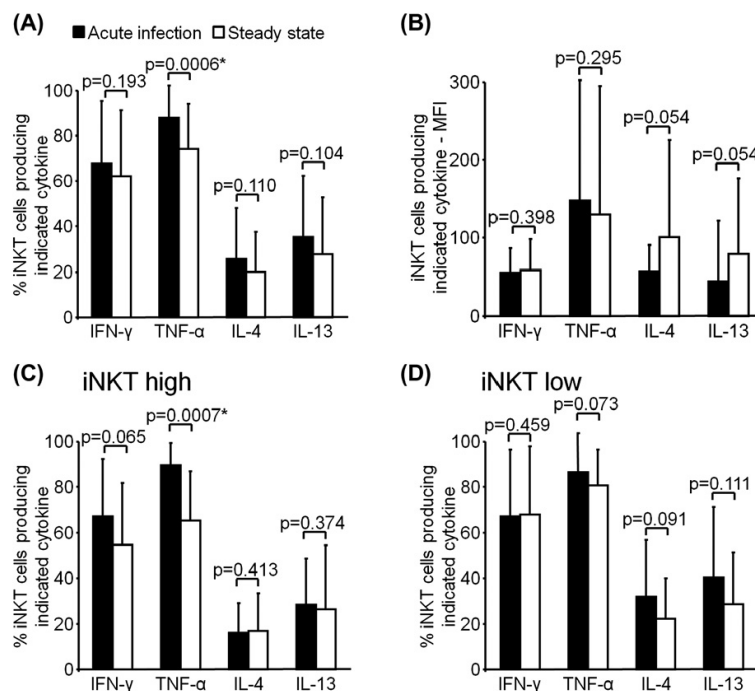 (A)
Acute infection
Steady state
% iNKT cells producing
indicated cytokine
100
80
60
40
20
0
p=0.193
p=0.0006*
p=0.110
p=0.104
IFN-γ
TNF-α
IL-4
IL-13
(B)
iNKT cells producing
indicated cytokine - MFI
300
200
100
0
p=0.398
p=0.295
p=0.054
p=0.054
IFN-γ
TNF-α
IL-4
IL-13
(C)
iNKT high
% iNKT cells producing
indicated cytokine
100
80
60
40
20
0
p=0.065
p=0.0007*
p=0.413
p=0.374
IFN-γ
TNF-α
IL-4
IL-13
(D)
iNKT low
% iNKT cells producing
indicated cytokine
100
80
60
40
20
0
p=0.459
p=0.073
p=0.091
p=0.111
IFN-γ
TNF-α
IL-4
IL-13